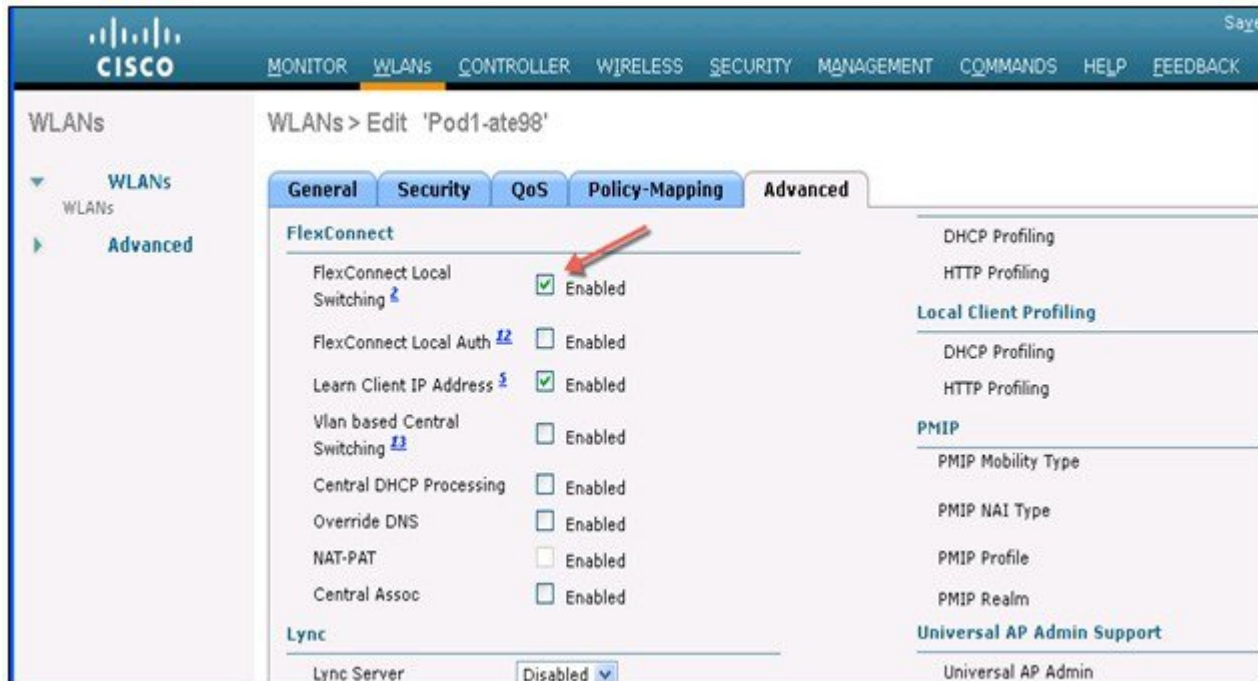 Save
CISCO
MONITOR WLANs CONTROLLER WIRELESS SECURITY MANAGEMENT COMMANDS HELP FEEDBACK
WLANs
WLANs > Edit 'Pod1-ate98'
WLANs
WLANs
Advanced
General Security QoS Policy-Mapping Advanced
FlexConnect
FlexConnect Local
Switching 2
Enabled
FlexConnect Local Auth 12
Enabled
Learn Client IP Address 5
Enabled
Vlan based Central
Switching 13
Enabled
Central DHCP Processing
Enabled
Override DNS
Enabled
NAT-PAT
Enabled
Central Assoc
Enabled
Lync
Lync Server
Disabled
DHCP Profiling
HTTP Profiling
Local Client Profiling
DHCP Profiling
HTTP Profiling
PMIP
PMIP Mobility Type
PMIP NAI Type
PMIP Profile
PMIP Realm
Universal AP Admin Support
Universal AP Admin